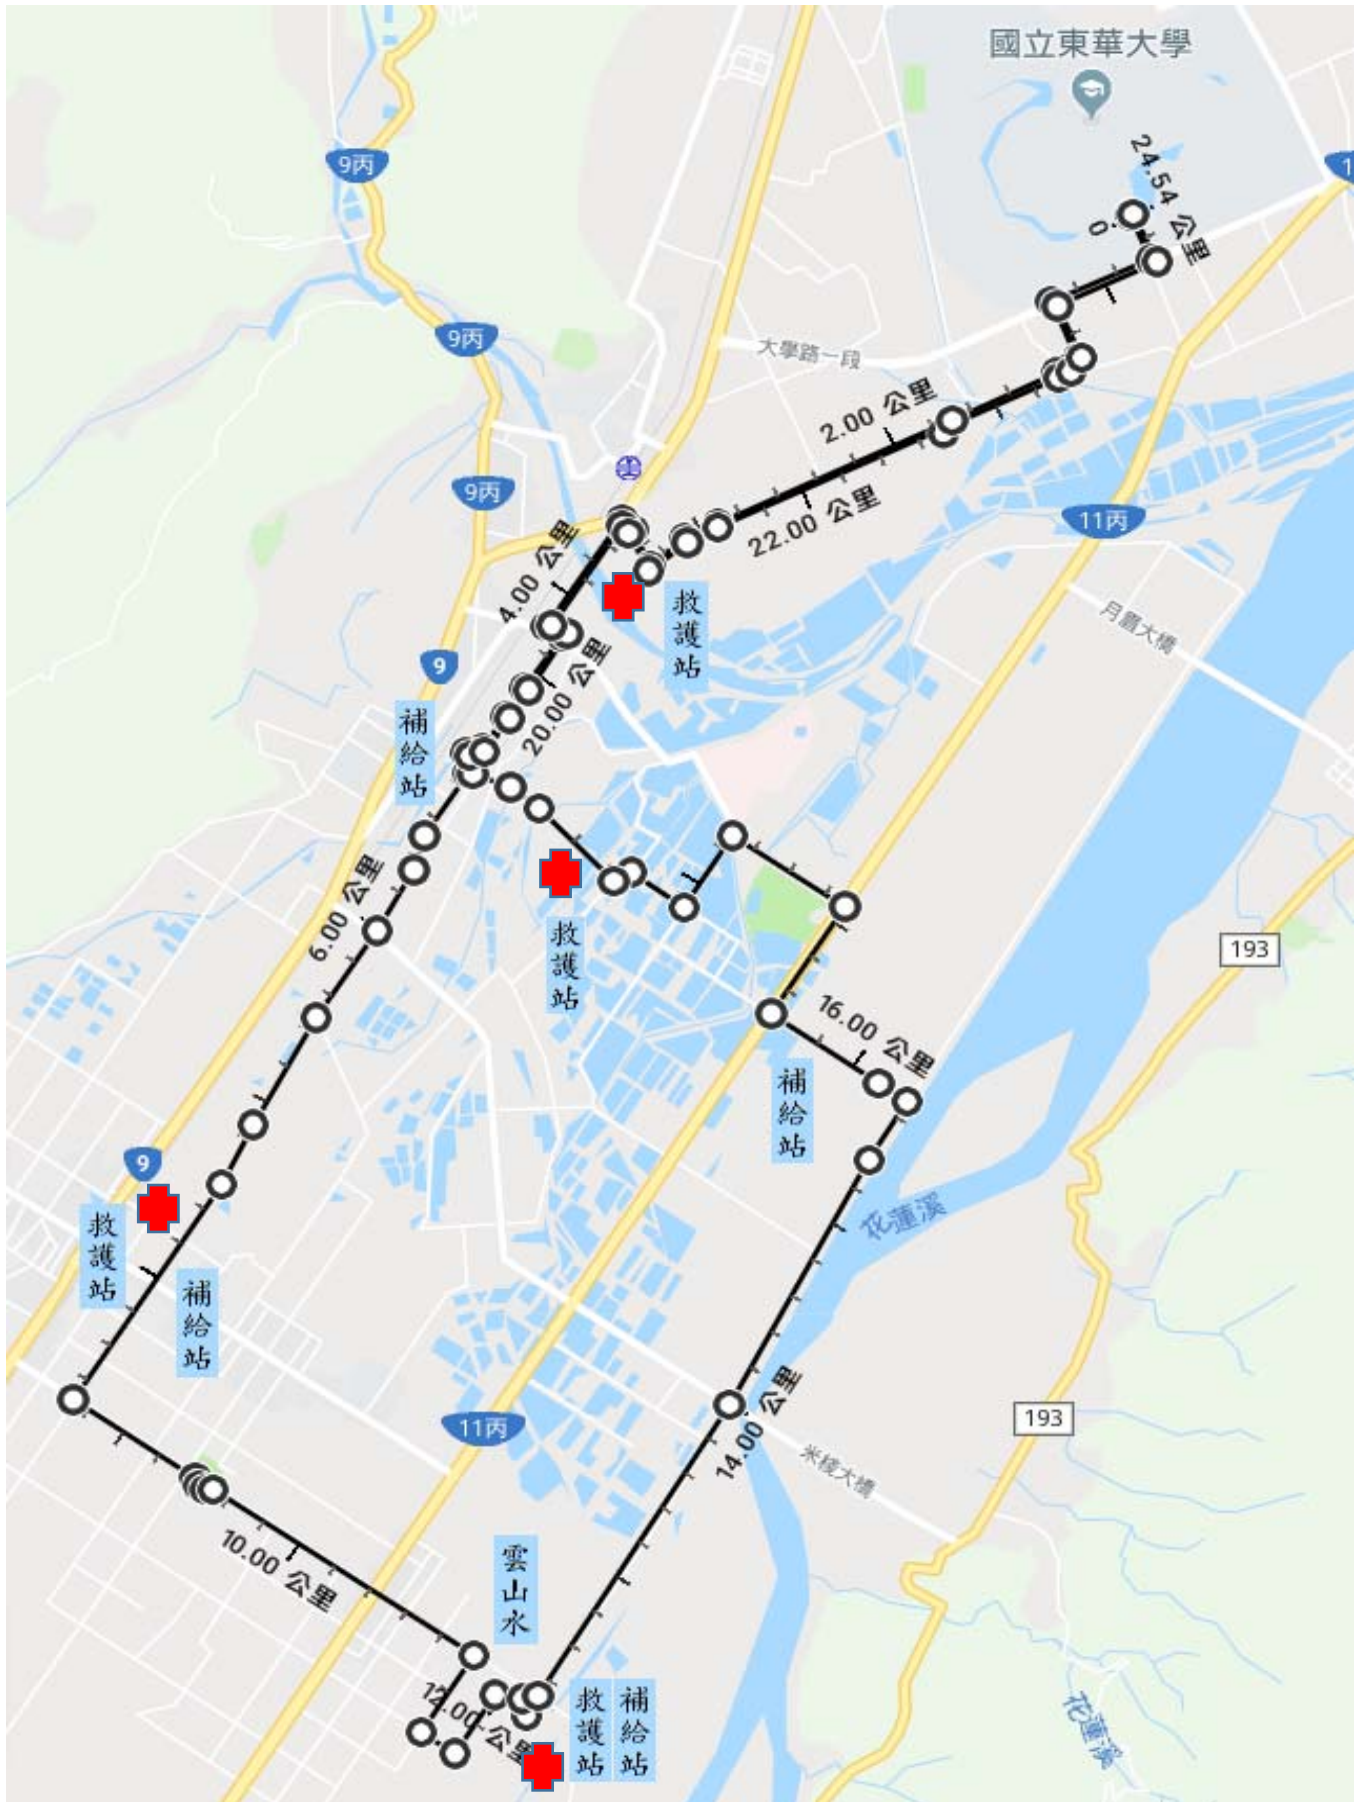 國立東華大學
9丙
1
24.54 公里
0.
9丙
大學路一段
2.00 公里
9丙
22.00 公里
11丙
4.00 公里
救護站
月眉大橋
9
20.00 公里
補給站
6.00 公里
救護站
193
16.00 公里
補給站
9
救護站
花蓮溪
補給站
14.00 公里
11丙
193
米棧大橋
10.00 公里
雲山水
12.00 公里
救護站
補給站
花蓮溪